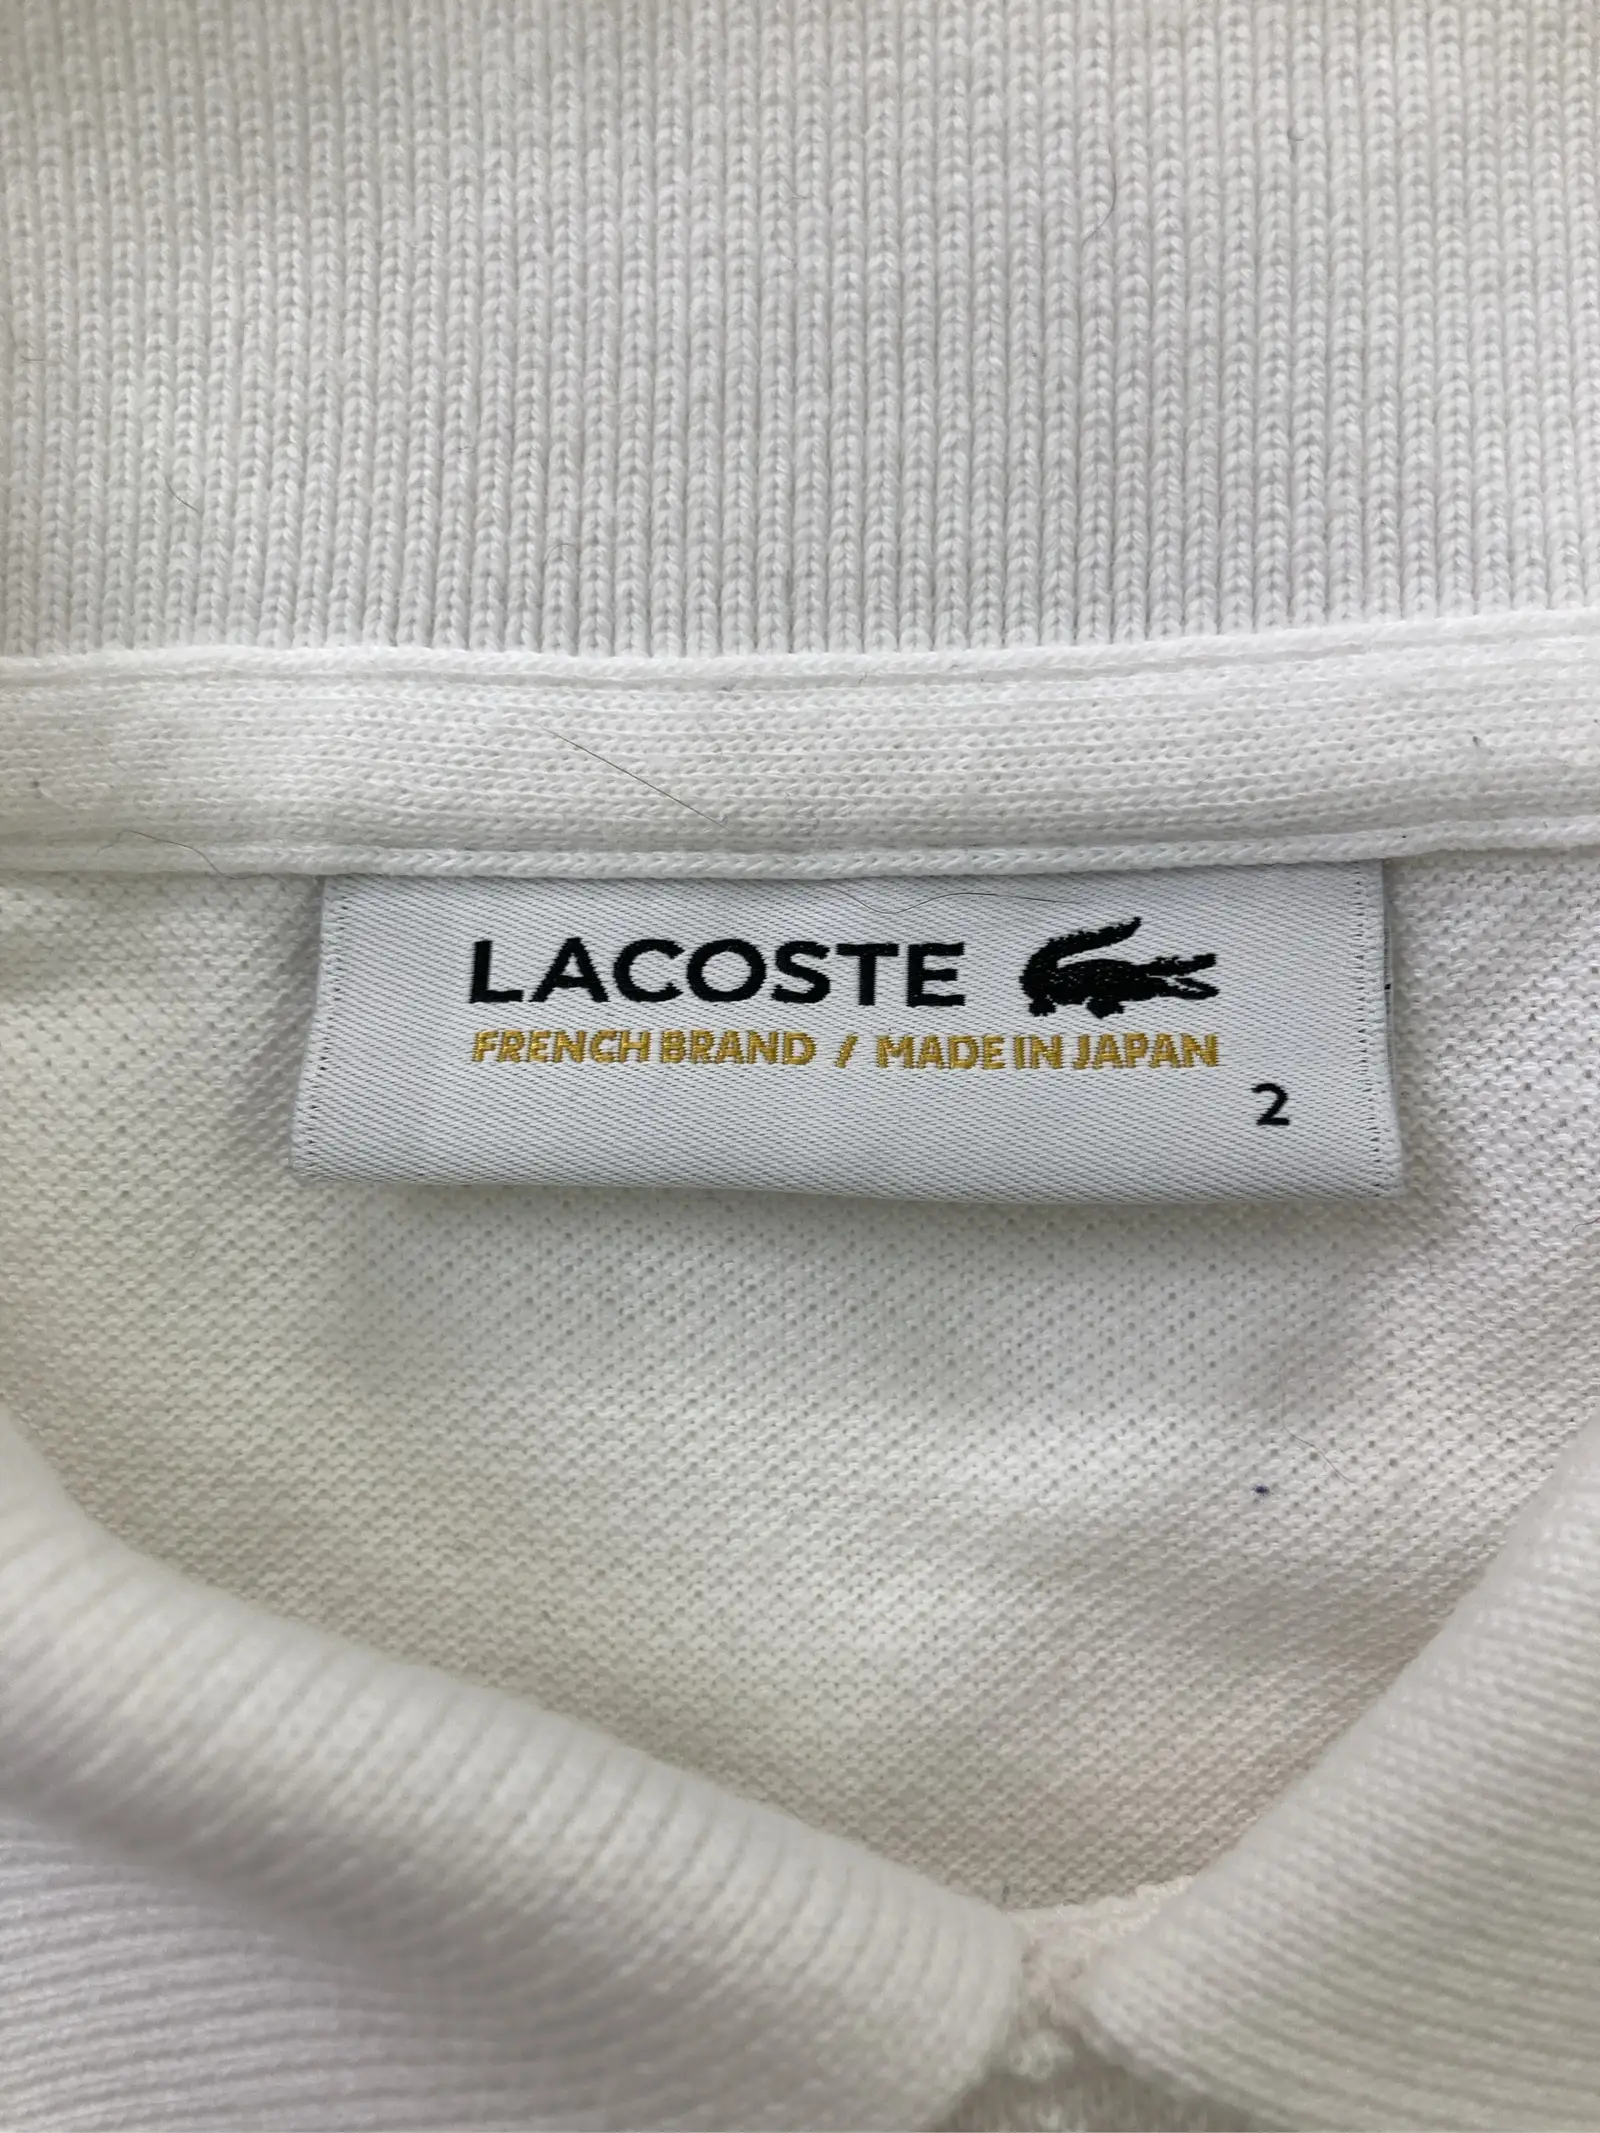 LACOSTE
FRENCH BRAND / MADE IN JAPAN
2